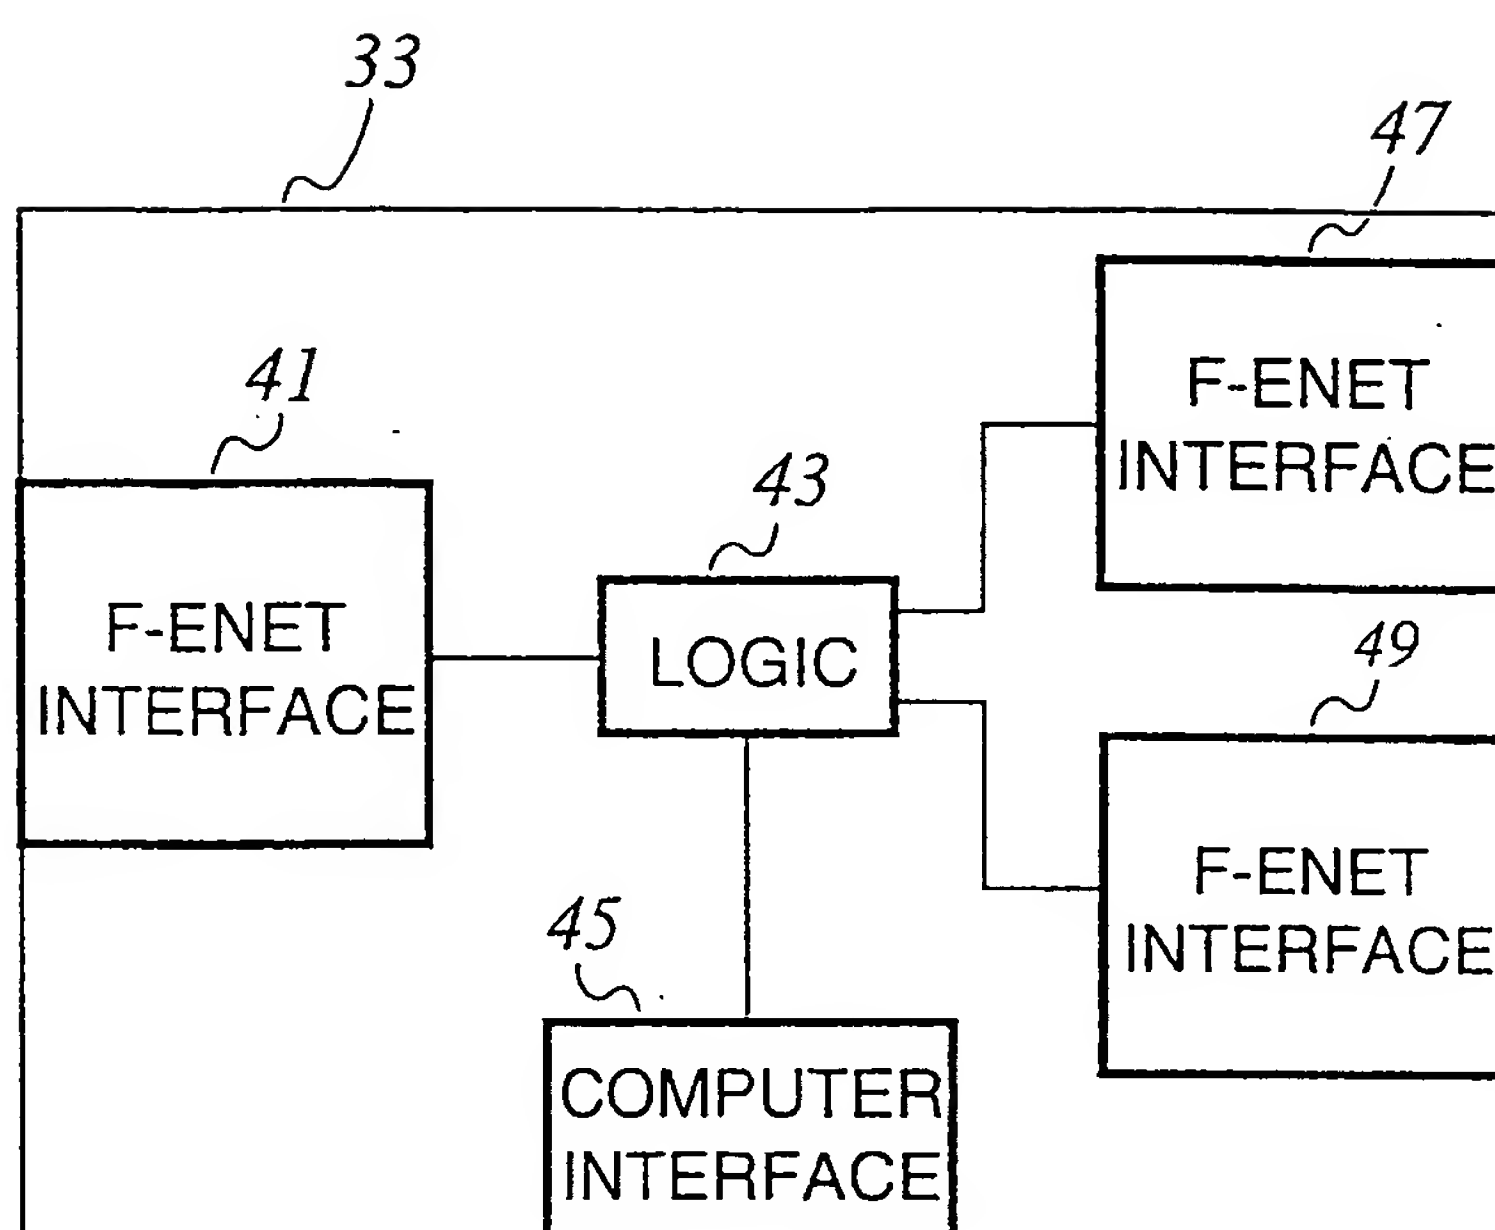 33
47
F-ENET
INTERFACE
41
F-ENET
INTERFACE
43
LOGIC
49
F-ENET
INTERFACE
45
COMPUTER
INTERFACE